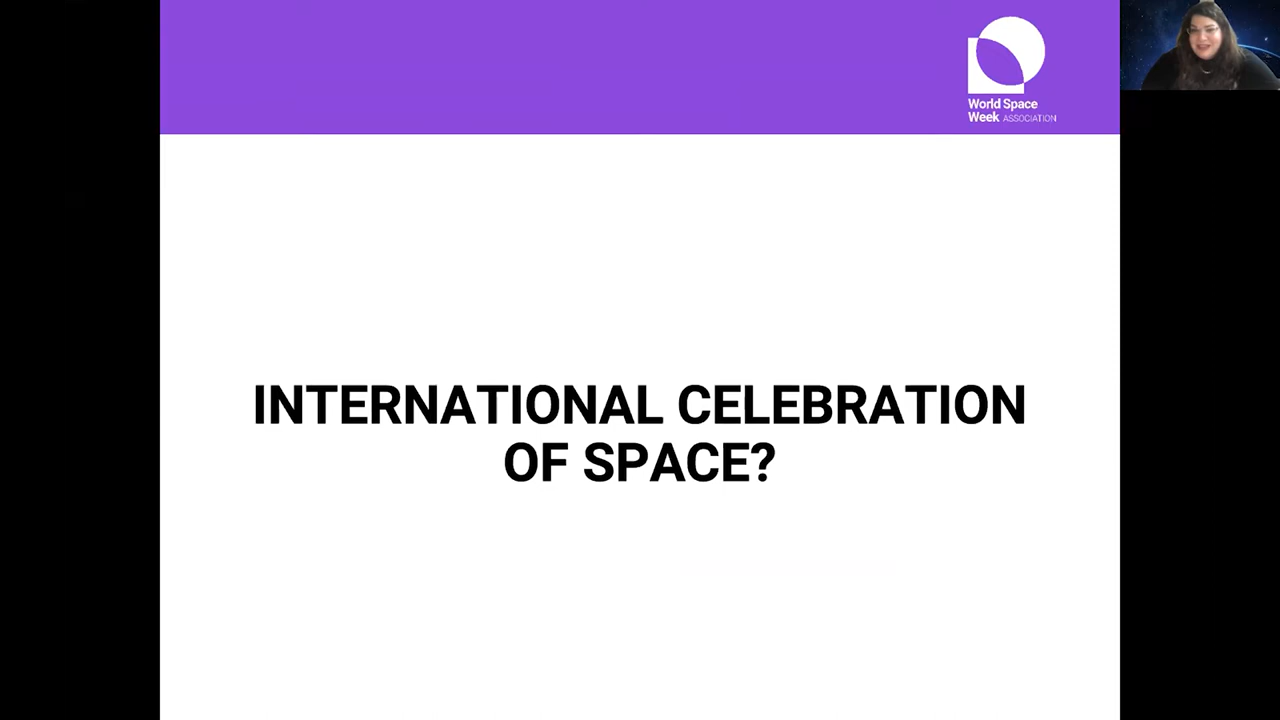 World Space
Week ASSOCIATION
INTERNATIONAL CELEBRATION
OF SPACE?